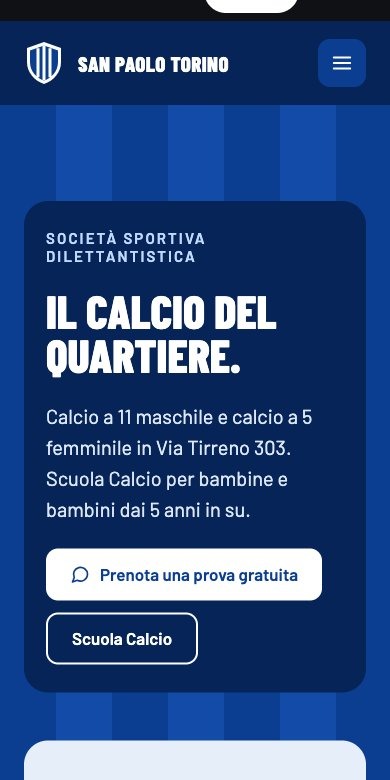 SAN PAOLO TORINO
SOCIETÀ SPORTIVA
DILETTANTISTICA
IL CALCIO DEL
QUARTIERE.
Calcio a 11 maschile e calcio a 5
femminile in Via Tirreno 303.
Scuola Calcio per bambine e
bambini dai 5 anni in su.
Prenota una prova gratuita
Scuola Calcio